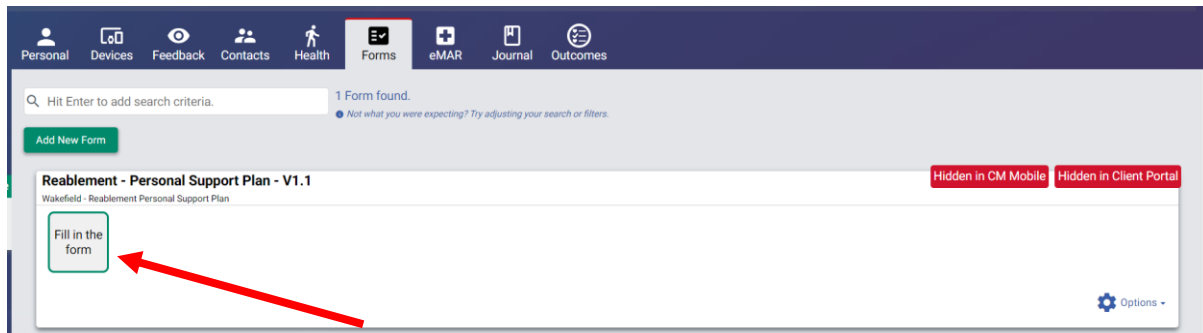 Personal Devices Feedback Contacts Health Forms eMAR Journal Outcomes
Hit Enter to add search criteria.
1 Form found.
Not what you were expecting? Try adjusting your search or filters.
Add New Form
Reablement - Personal Support Plan - V1.1
Hidden in CM Mobile
Hidden in Client Portal
Wakefield - Reablement Personal Support Plan
Fill in the
form
Options